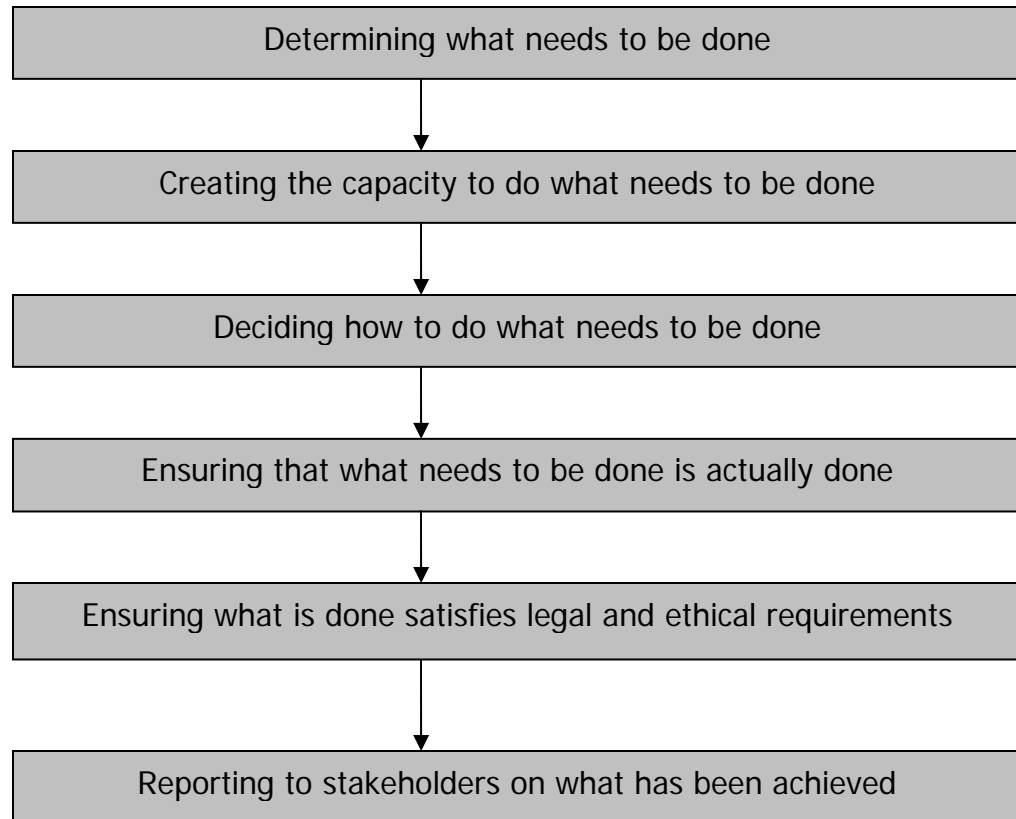 Determining what needs to be done
Creating the capacity to do what needs to be done
Deciding how to do what needs to be done
Ensuring that what needs to be done is actually done
Ensuring what is done satisfies legal and ethical requirements
Reporting to stakeholders on what has been achieved